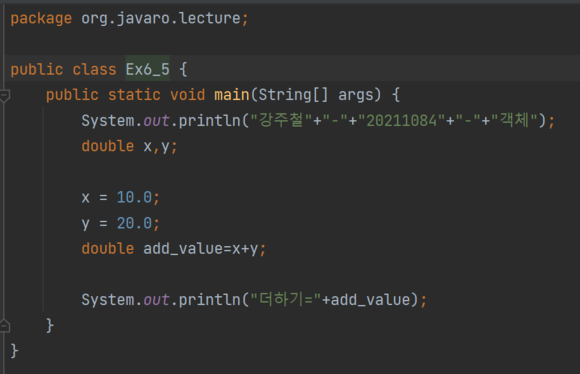 package org.javaro.lecture;
public class Ex6_5 {
public static void main(String[] args) {
System.out.println("강주철"+"-"+"20211084"+"-"+"객체");
double x,y;
x = 10.0;
y = 20.0;
double add_value=x+y;
System.out.println("더하기="+add_value);
}
}